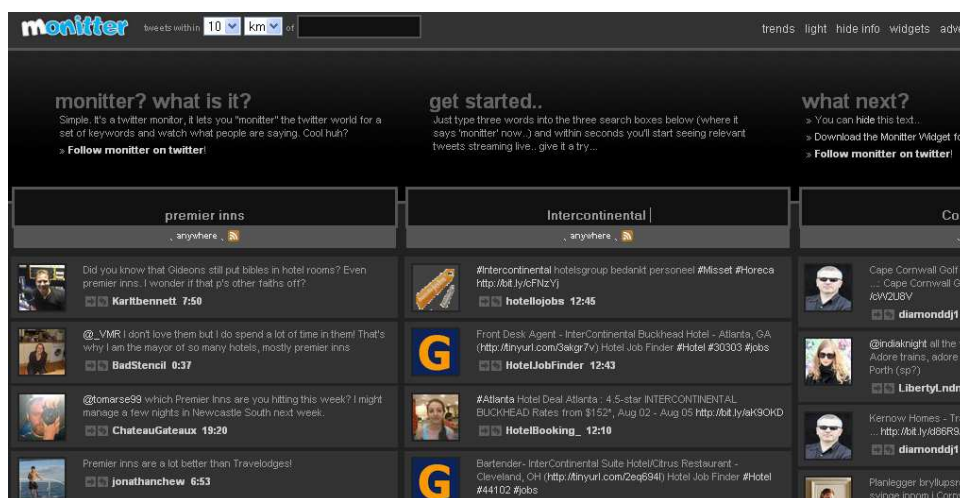 monitter tweets within 10 km of
trends light hide info widgets adve
monitter? what is it?
Simple. It's a twitter monitor, it lets you "monitter" the twitter world for a
set of keywords and watch what people are saying. Cool huh?
» Follow monitter on twitter!
get started..
Just type three words into the three search boxes below (where it
says 'monitter' now..) and within seconds you'll start seeing relevant
tweets streaming live.. give it a try...
what next?
» You can hide this text..
» Download the Monitter Widget fo
» Follow monitter on twitter!
premier inns
, anywhere ,
Did you know that Gideons still put bibles in hotel rooms? Even
premier inns. I wonder if that p's other faiths off?
Karltbennett 7:50
@_VMR I don't love them but I do spend a lot of time in them! That's
why I am the mayor of so many hotels, mostly premier inns
BadStencil 0:37
@tomarse99 which Premier Inns are you hitting this week? I might
manage a few nights in Newcastle South next week.
ChateauGateaux 19:20
Premier inns are a lot better than Travelodges!
jonathanchew 6:53
Intercontinental
, anywhere ,
#Intercontinental hotelsgroup bedankt personeel #Misset #Horeca
http://bit.ly/cFNzYj
hotellojobs 12:45
Front Desk Agent - InterContinental Buckhead Hotel - Atlanta, GA
(http://tinyurl.com/3akgr7v) Hotel Job Finder #Hotel #30303 #jobs
HotelJobFinder 12:43
#Atlanta Hotel Deal Atlanta : 4.5-star INTERCONTINENTAL
BUCKHEAD Rates from $152*, Aug 02 - Aug 05 http://bit.ly/aK9OKD
HotelBooking_ 12:10
Bartender- InterContinental Suite Hotel/Citrus Restaurant -
Cleveland, OH (http://tinyurl.com/2eq694l) Hotel Job Finder #Hotel
#44102 #jobs
Co
Cape Cornwall Golf
...: Cape Cornwall G
/cW2U8V
diamonddj1
@indiaknight all the
Adore trains, adore
Porth (sp?)
LibertyLndn
Kernow Homes - Tra
... http://bit.ly/d86R9
diamonddj1
Planlegger bryllupsr